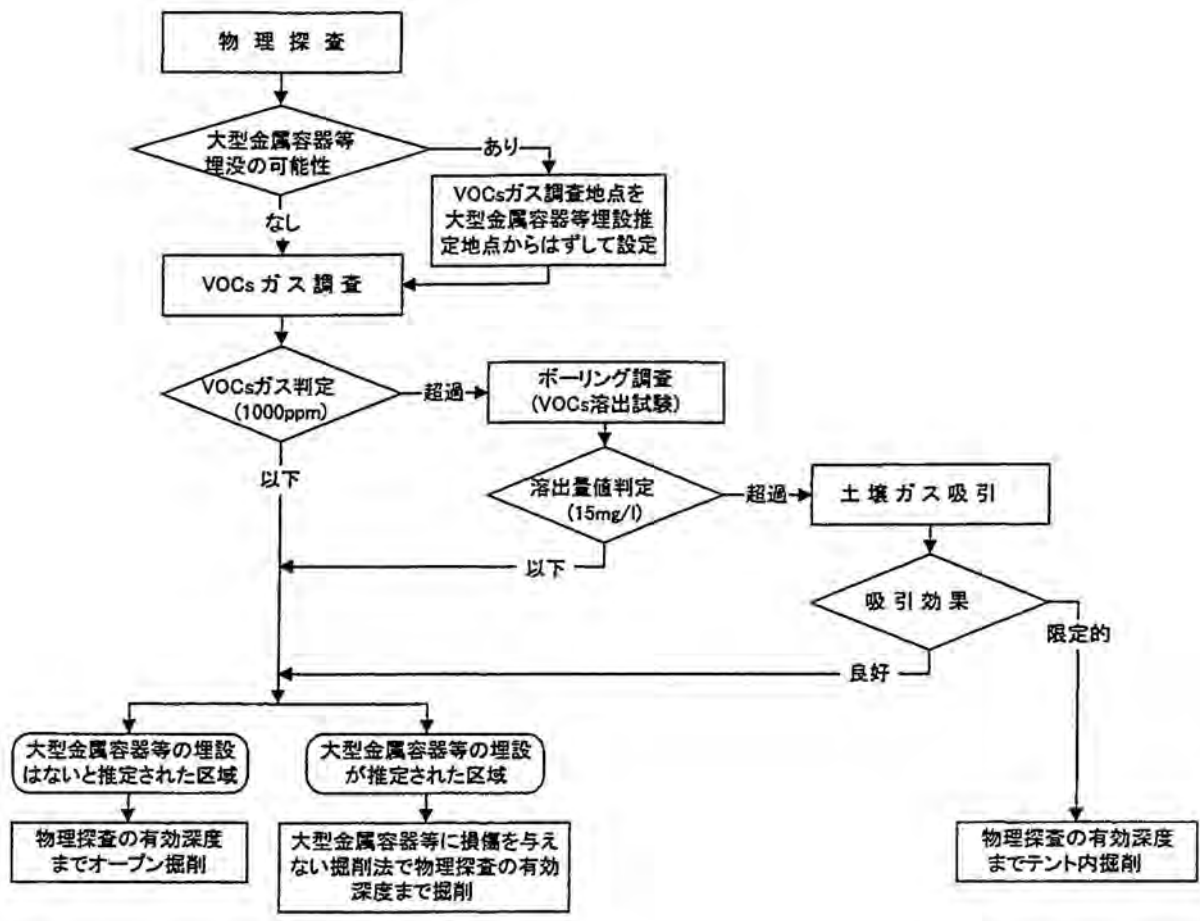 物理探査
大型金属容器等
埋没の可能性
あり
VOCsガス調査地点を
大型金属容器等埋設推
定地点からはずして設定
なし
VOCsガス調査
VOCsガス判定
(1000ppm)
超過
ボーリング調査
(VOCs溶出試験)
以下
溶出量値判定
(15mg/l)
超過
土壌ガス吸引
以下
吸引効果
限定的
良好
大型金属容器等の埋設
はないと推定された区域
大型金属容器等の埋設
が推定された区域
物理探査の有効深度
までオープン掘削
大型金属容器等に損傷を与え
ない掘削法で物理探査の有効
深度まで掘削
物理探査の有効深度
までテント内掘削